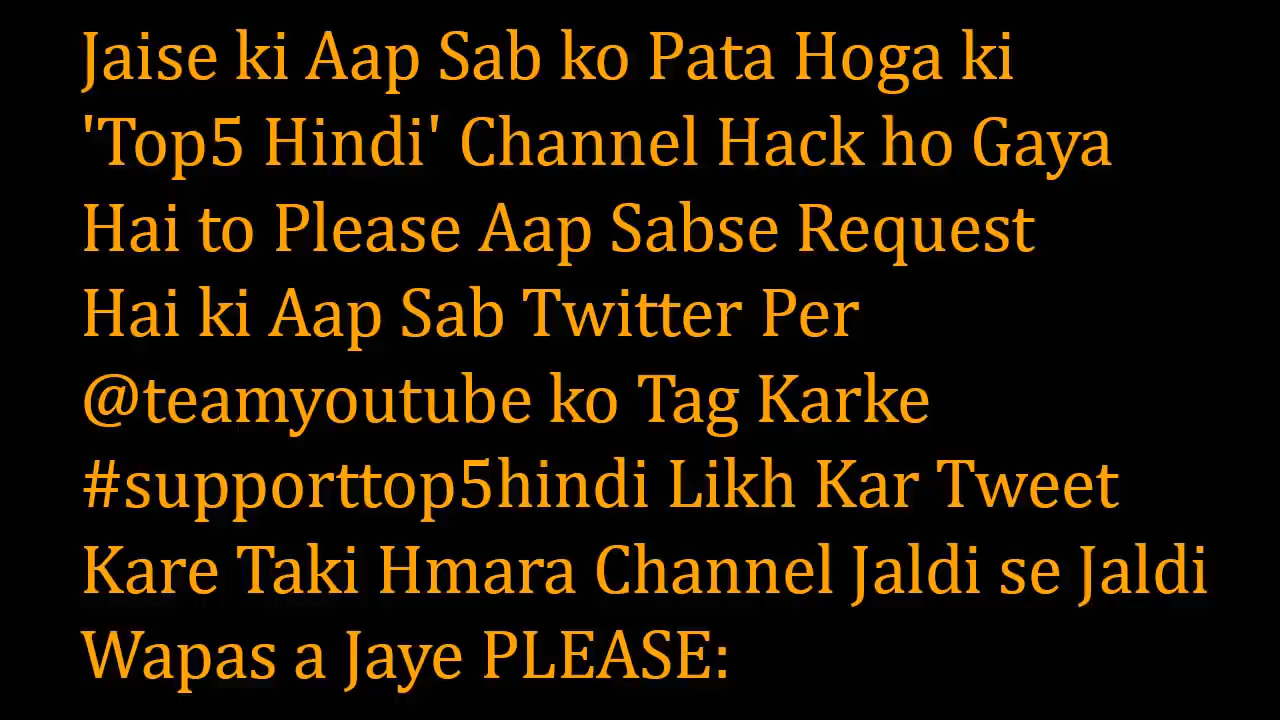 Jaise ki Aap Sab ko Pata Hoga ki
'Top5 Hindi' Channel Hack ho Gaya
Hai to Please Aap Sabse Request
Hai ki Aap Sab Twitter Per
@teamyoutube ko Tag Karke
#supporttop5hindi Likh Kar Tweet
Kare Taki Hmara Channel Jaldi se Jaldi
Wapas a Jaye PLEASE: